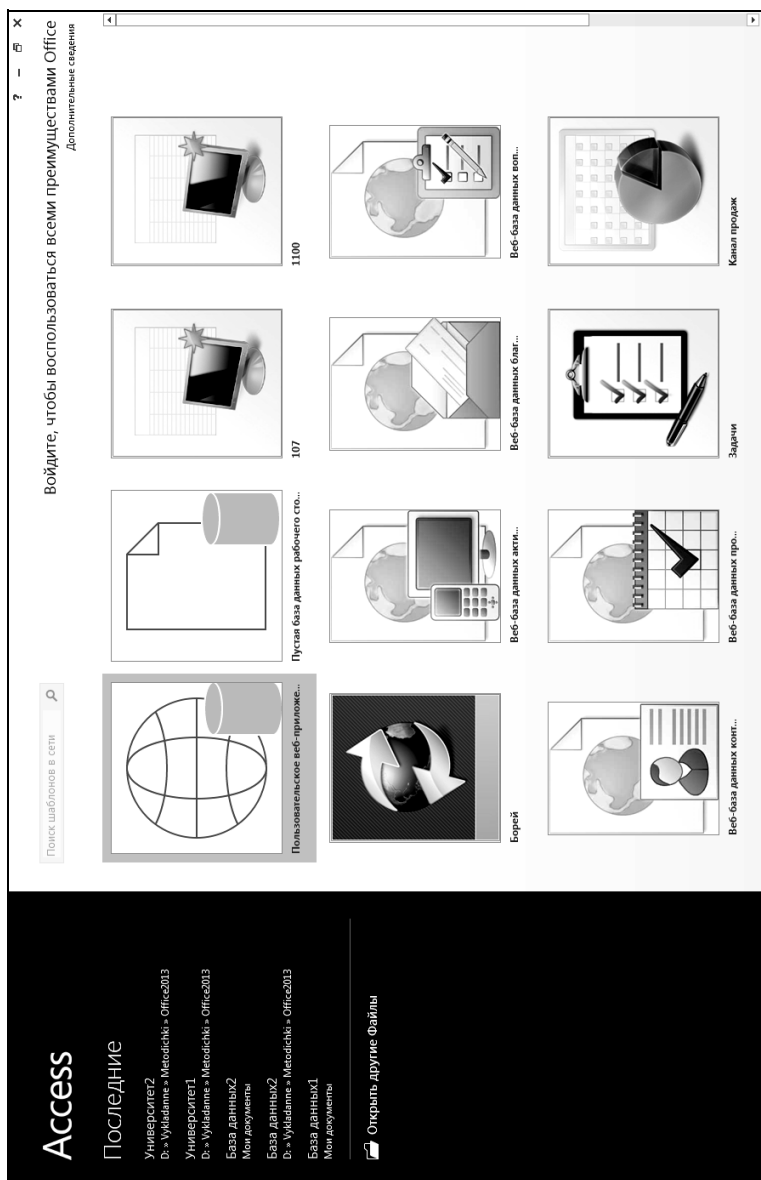 Access
Последние
Университет2
D: » Vykladanne » Metodichki » Office2013
Университет1
D: » Vykladanne » Metodichki » Office2013
База данных2
Мои документы
База данных2
D: » Vykladanne » Metodichki » Office2013
База данных1
Мои документы
Открыть другие Файлы
?
Войдите, чтобы воспользоваться всеми преимуществами Office
Дополнительные сведения
Поиск шаблонов в сети
Пользовательское веб-приложе...
Пустая база данных рабочего сто...
107
1100
Борей
Веб-база данных акти...
Веб-база данных благ...
Веб-база данных воп...
Веб-база данных конт...
Веб-база данных про...
Задачи
Канал продаж